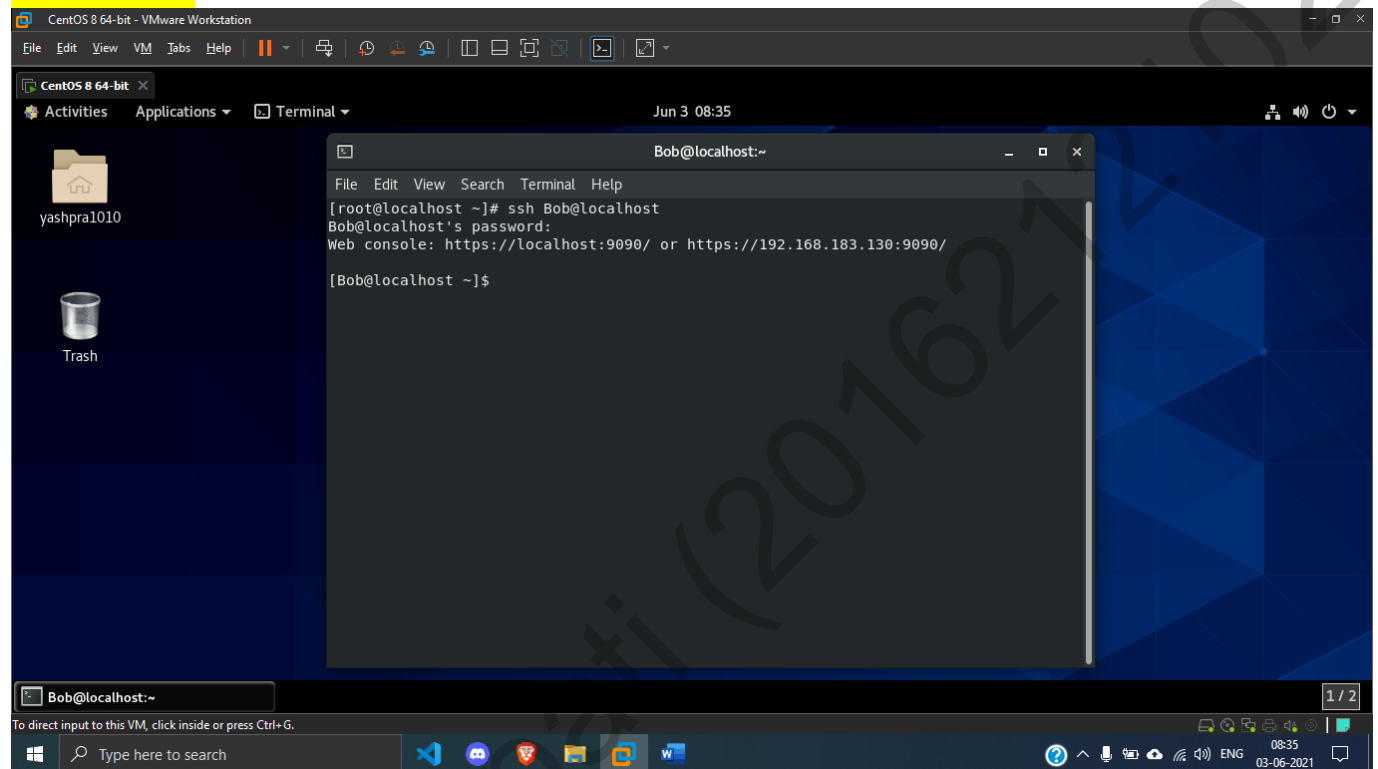 CentOS 8 64-bit - VMware Workstation
File Edit View VM Tabs Help
CentOS 8 64-bit
Activities Applications Terminal Jun 3 08:35
Bob@localhost:~
File Edit View Search Terminal Help
[root@localhost ~]# ssh Bob@localhost
Bob@localhost's password:
Web console: https://localhost:9090/ or https://192.168.183.130:9090/
[Bob@localhost ~]$
yashpra1010
Trash
Bob@localhost:~ 1 / 2
To direct input to this VM, click inside or press Ctrl+G.
Type here to search ENG 08:35
03-06-2021